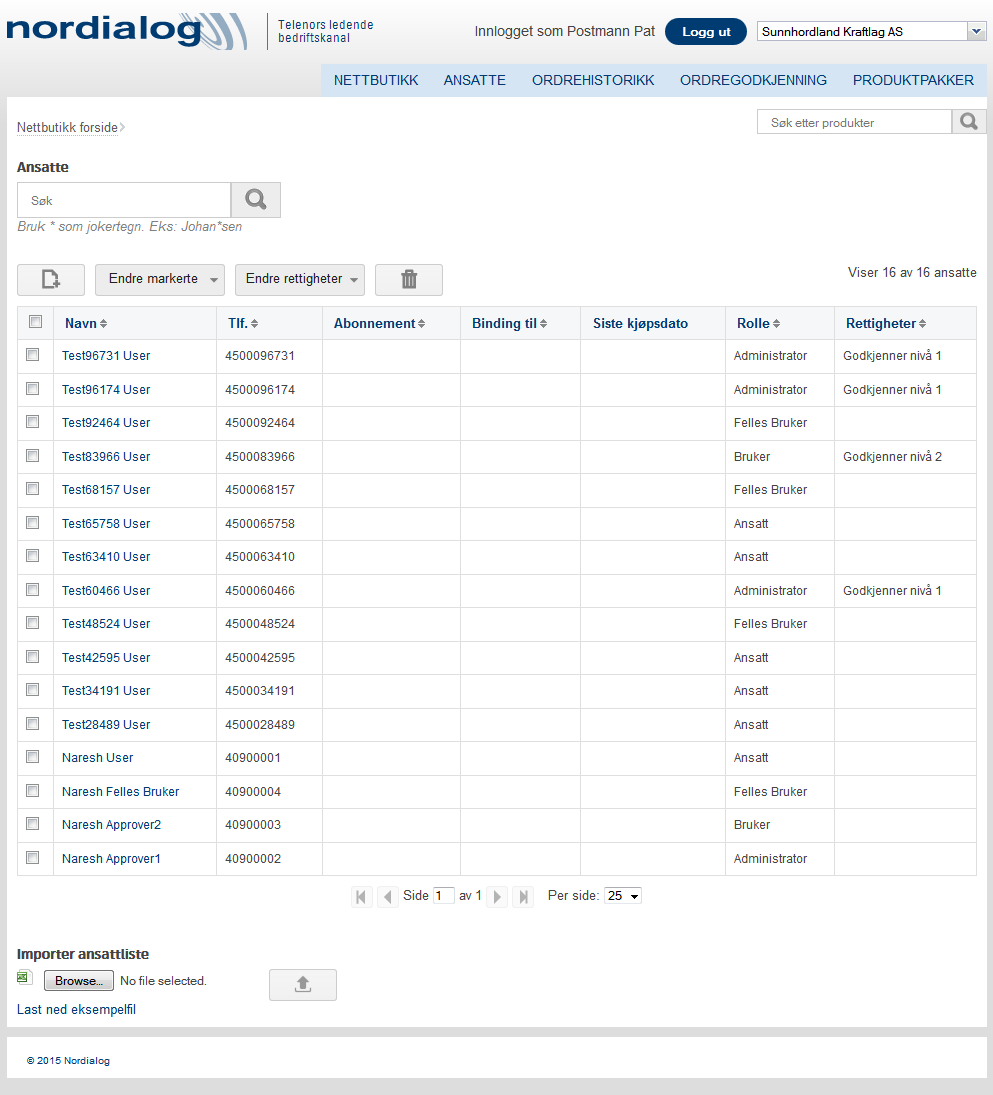 nordialog
Telenors ledende
bedriftskanal
Innlogget som Postmann Pat
Logg ut
Sunnhordland Kraftlag AS
NETTBUTIKK ANSATTE ORDREHISTORIKK ORDREGODKJENNING PRODUKTPAKKER
Nettbutikk forside
Søk etter produkter
Ansatte
Søk
Bruk * som jokertegn. Eks: Johan*sen
Endre markerte Endre rettigheter
Viser 16 av 16 ansatte
Navn Tlf. Abonnement Binding til Siste kjøpsdato Rolle Rettigheter
Test96731 User 4500096731 Administrator Godkjenner nivå 1
Test96174 User 4500096174 Administrator Godkjenner nivå 1
Test92464 User 4500092464 Felles Bruker
Test83966 User 4500083966 Bruker Godkjenner nivå 2
Test68157 User 4500068157 Felles Bruker
Test65758 User 4500065758 Ansatt
Test63410 User 4500063410 Ansatt
Test60466 User 4500060466 Administrator Godkjenner nivå 1
Test48524 User 4500048524 Felles Bruker
Test42595 User 4500042595 Ansatt
Test34191 User 4500034191 Ansatt
Test28489 User 4500028489 Ansatt
Naresh User 40900001 Ansatt
Naresh Felles Bruker 40900004 Felles Bruker
Naresh Approver2 40900003 Bruker
Naresh Approver1 40900002 Administrator
Side 1 av 1 Per side: 25
Importer ansattliste
Browse... No file selected.
Last ned eksempelfil
© 2015 Nordialog